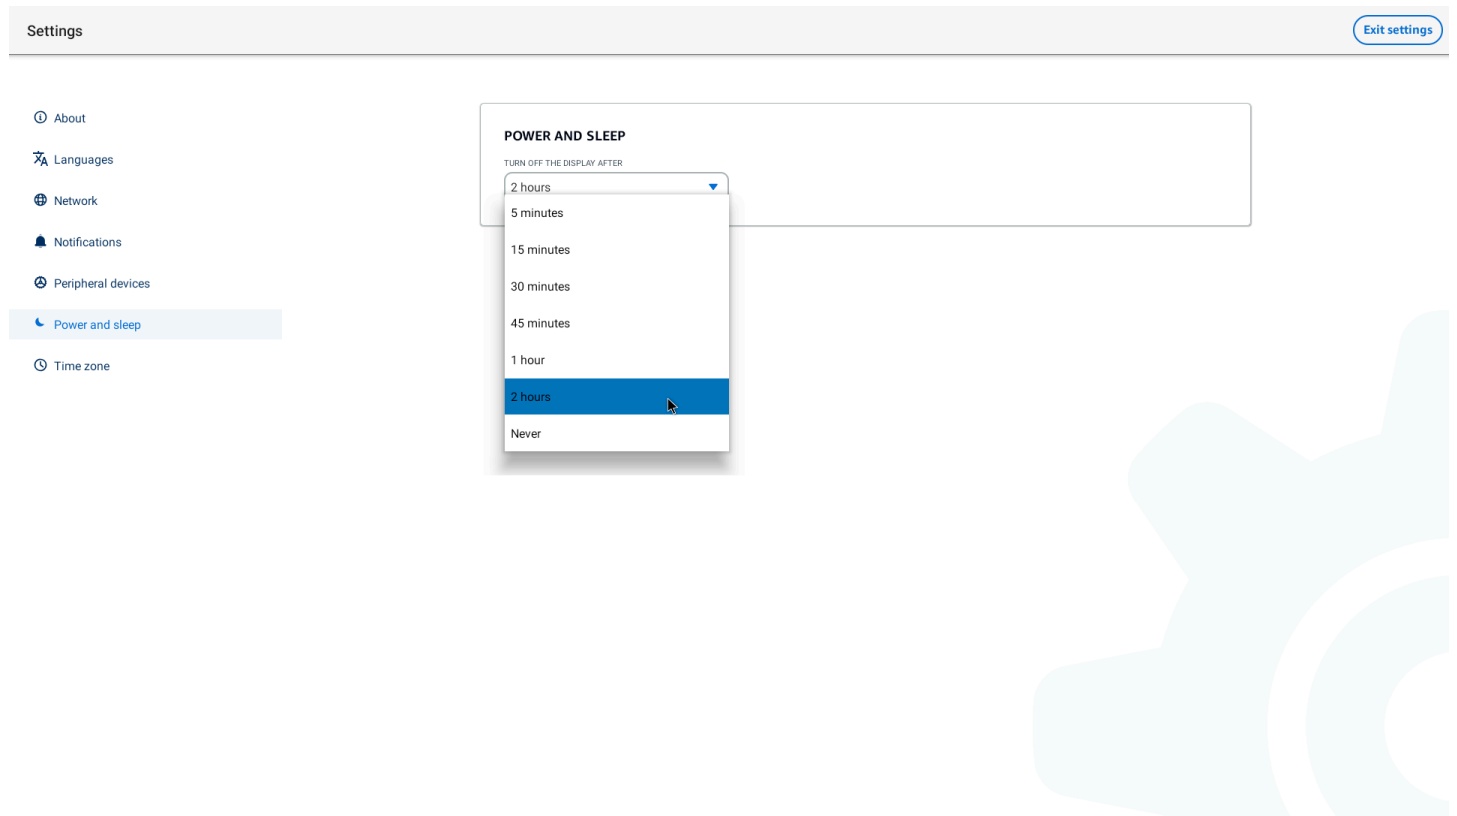 Settings
Exit settings
About
Languages
Network
Notifications
Peripheral devices
Power and sleep
Time zone
POWER AND SLEEP
TURN OFF THE DISPLAY AFTER
2 hours
5 minutes
15 minutes
30 minutes
45 minutes
1 hour
2 hours
Never